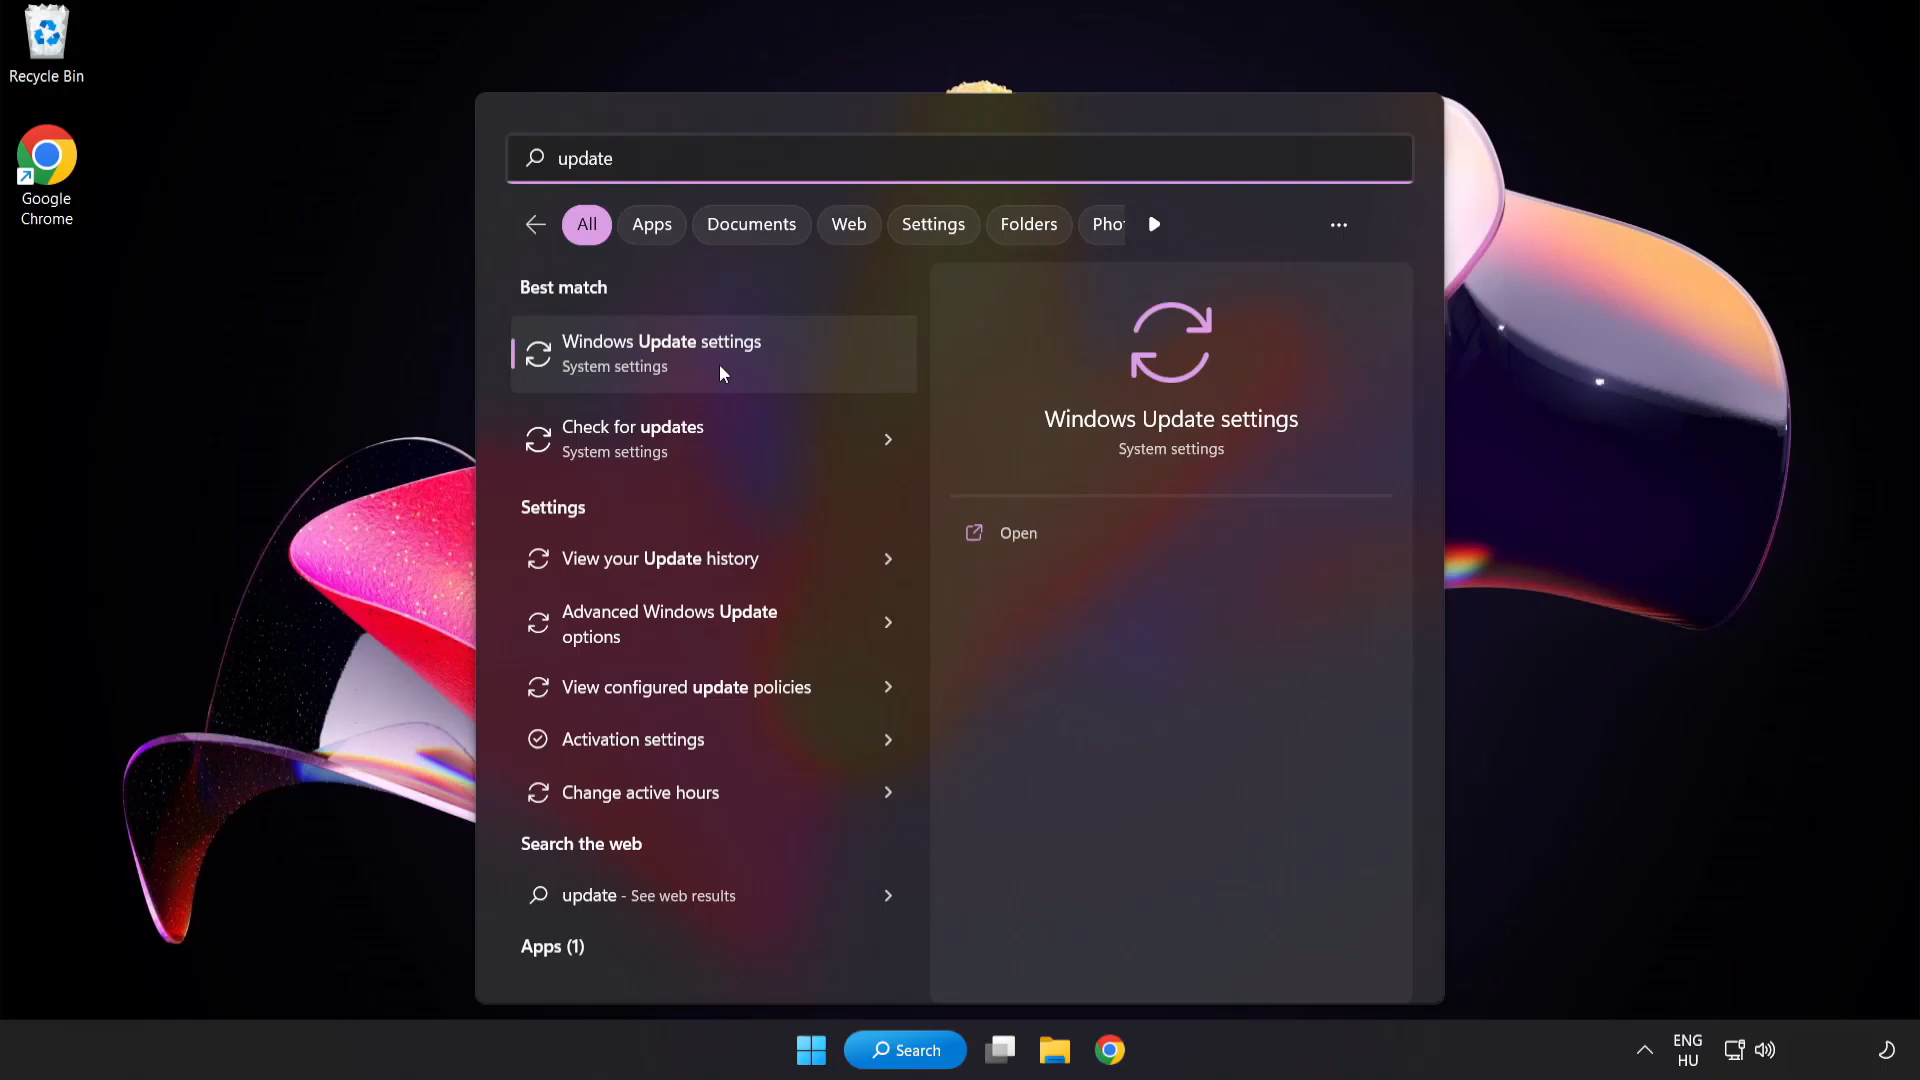 Recycle Bin
Google
Chrome
update
All
Apps
Documents
Web
Settings
Folders
Pho
Best match
Windows Update settings
System settings
Check for updates
System settings
Settings
View your Update history
Advanced Windows Update
options
View configured update policies
Activation settings
Change active hours
Search the web
update - See web results
Apps (1)
Windows Update settings
System settings
Open
Search
ENG
HU